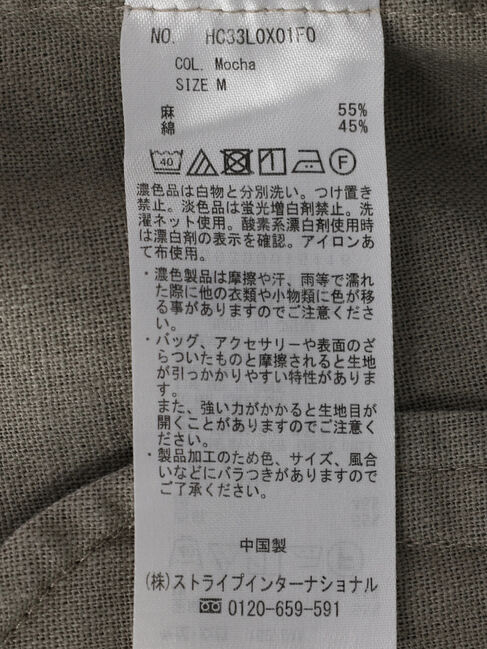 NO. HC33L0X01F0
COL. Mocha
SIZE M
麻 55%
綿 45%
40 F
濃色品は白物と分別洗い。つけ置き
禁止。淡色品は蛍光増白剤禁止。洗
濯ネット使用。酸素系漂白剤使用時
は漂白剤の表示を確認。アイロンあ
て布使用。
・濃色製品は摩擦や汗、雨等で濡れ
た際に他の衣類や小物類に色が移
る事がありますのでご注意くださ
い。
・バッグ、アクセサリーや表面のざ
らついたものと摩擦されると生地
が引っかかりやすい特性がありま
す。
また、強い力がかかると生地目が
開くことがありますのでご注意く
ださい。
・製品加工のため色、サイズ、風合
いなどにバラつきがありますので
ご了承ください。
中国製
(株)ストライプインターナショナル
0120-659-591